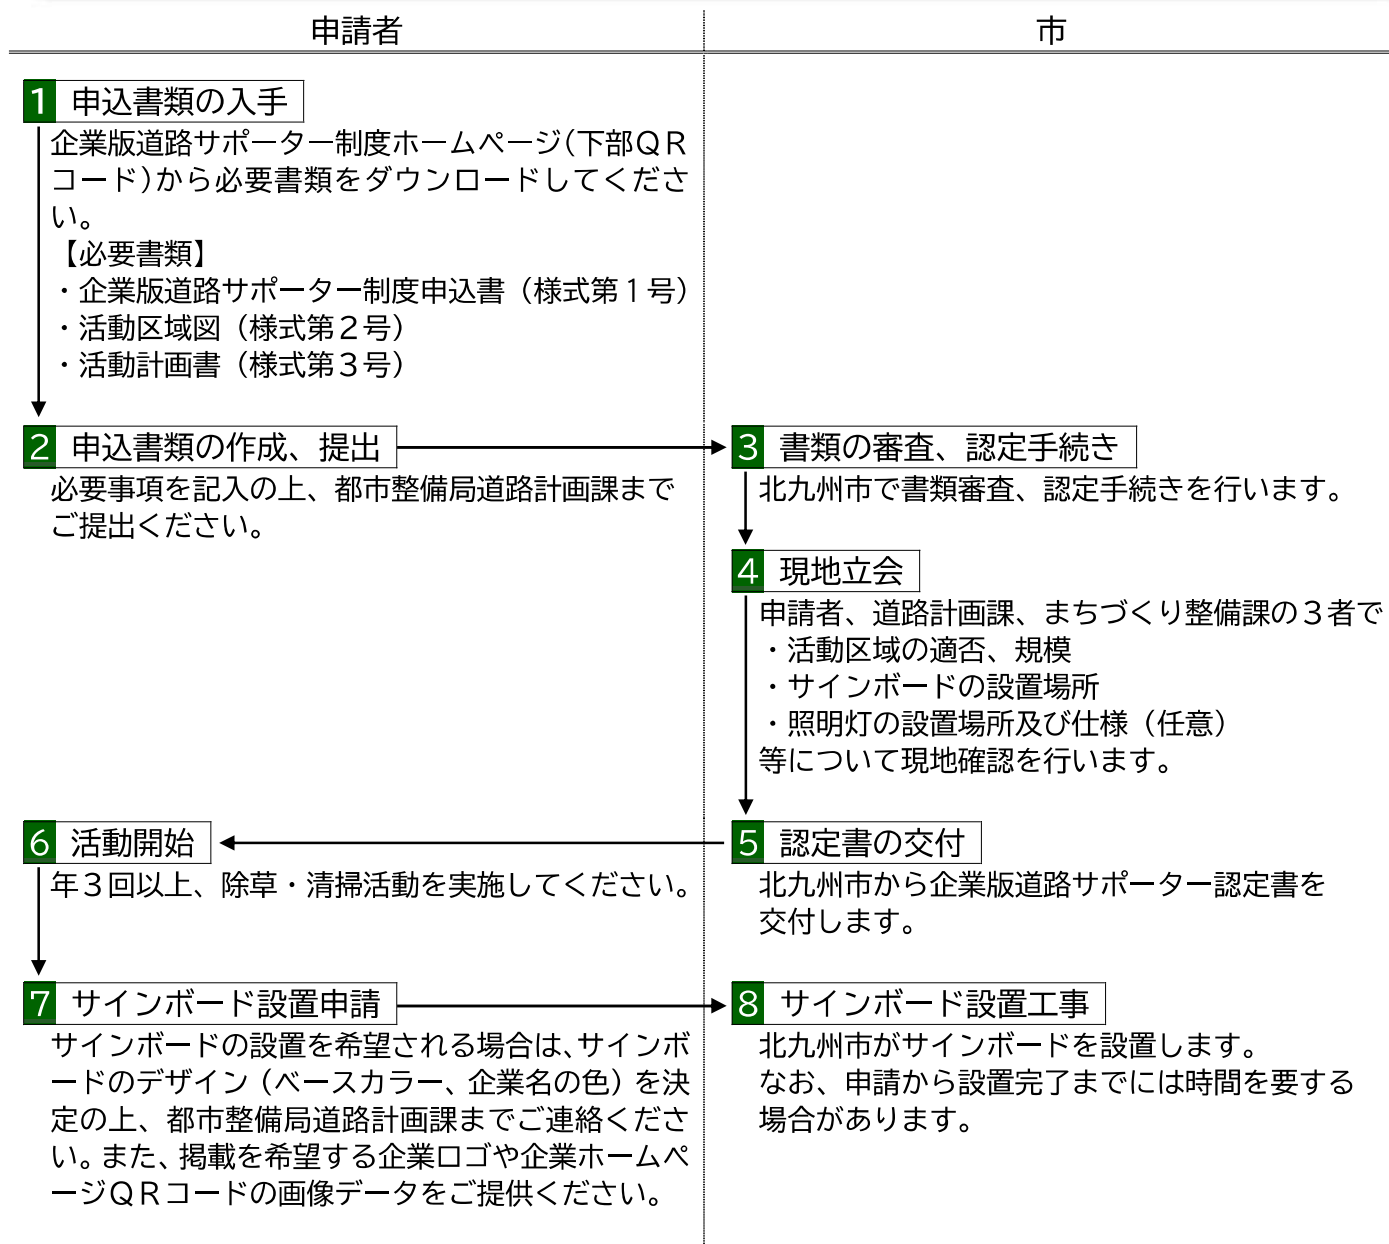 申請者
市
1 申込書類の入手
企業版道路サポーター制度ホームページ(下部QR
コード)から必要書類をダウンロードしてくださ
い。
【必要書類】
・企業版道路サポーター制度申込書（様式第１号）
・活動区域図（様式第２号）
・活動計画書（様式第３号）
2 申込書類の作成、提出
必要事項を記入の上、都市整備局道路計画課まで
ご提出ください。
3 書類の審査、認定手続き
北九州市で書類審査、認定手続きを行います。
4 現地立会
申請者、道路計画課、まちづくり整備課の３者で
・活動区域の適否、規模
・サインボードの設置場所
・照明灯の設置場所及び仕様（任意）
等について現地確認を行います。
5 認定書の交付
北九州市から企業版道路サポーター認定書を
交付します。
6 活動開始
年３回以上、除草・清掃活動を実施してください。
7 サインボード設置申請
サインボードの設置を希望される場合は、サインボ
ードのデザイン（ベースカラー、企業名の色）を決
定の上、都市整備局道路計画課までご連絡くださ
い。また、掲載を希望する企業ロゴや企業ホームペ
ージＱＲコードの画像データをご提供ください。
8 サインボード設置工事
北九州市がサインボードを設置します。
なお、申請から設置完了までには時間を要する
場合があります。